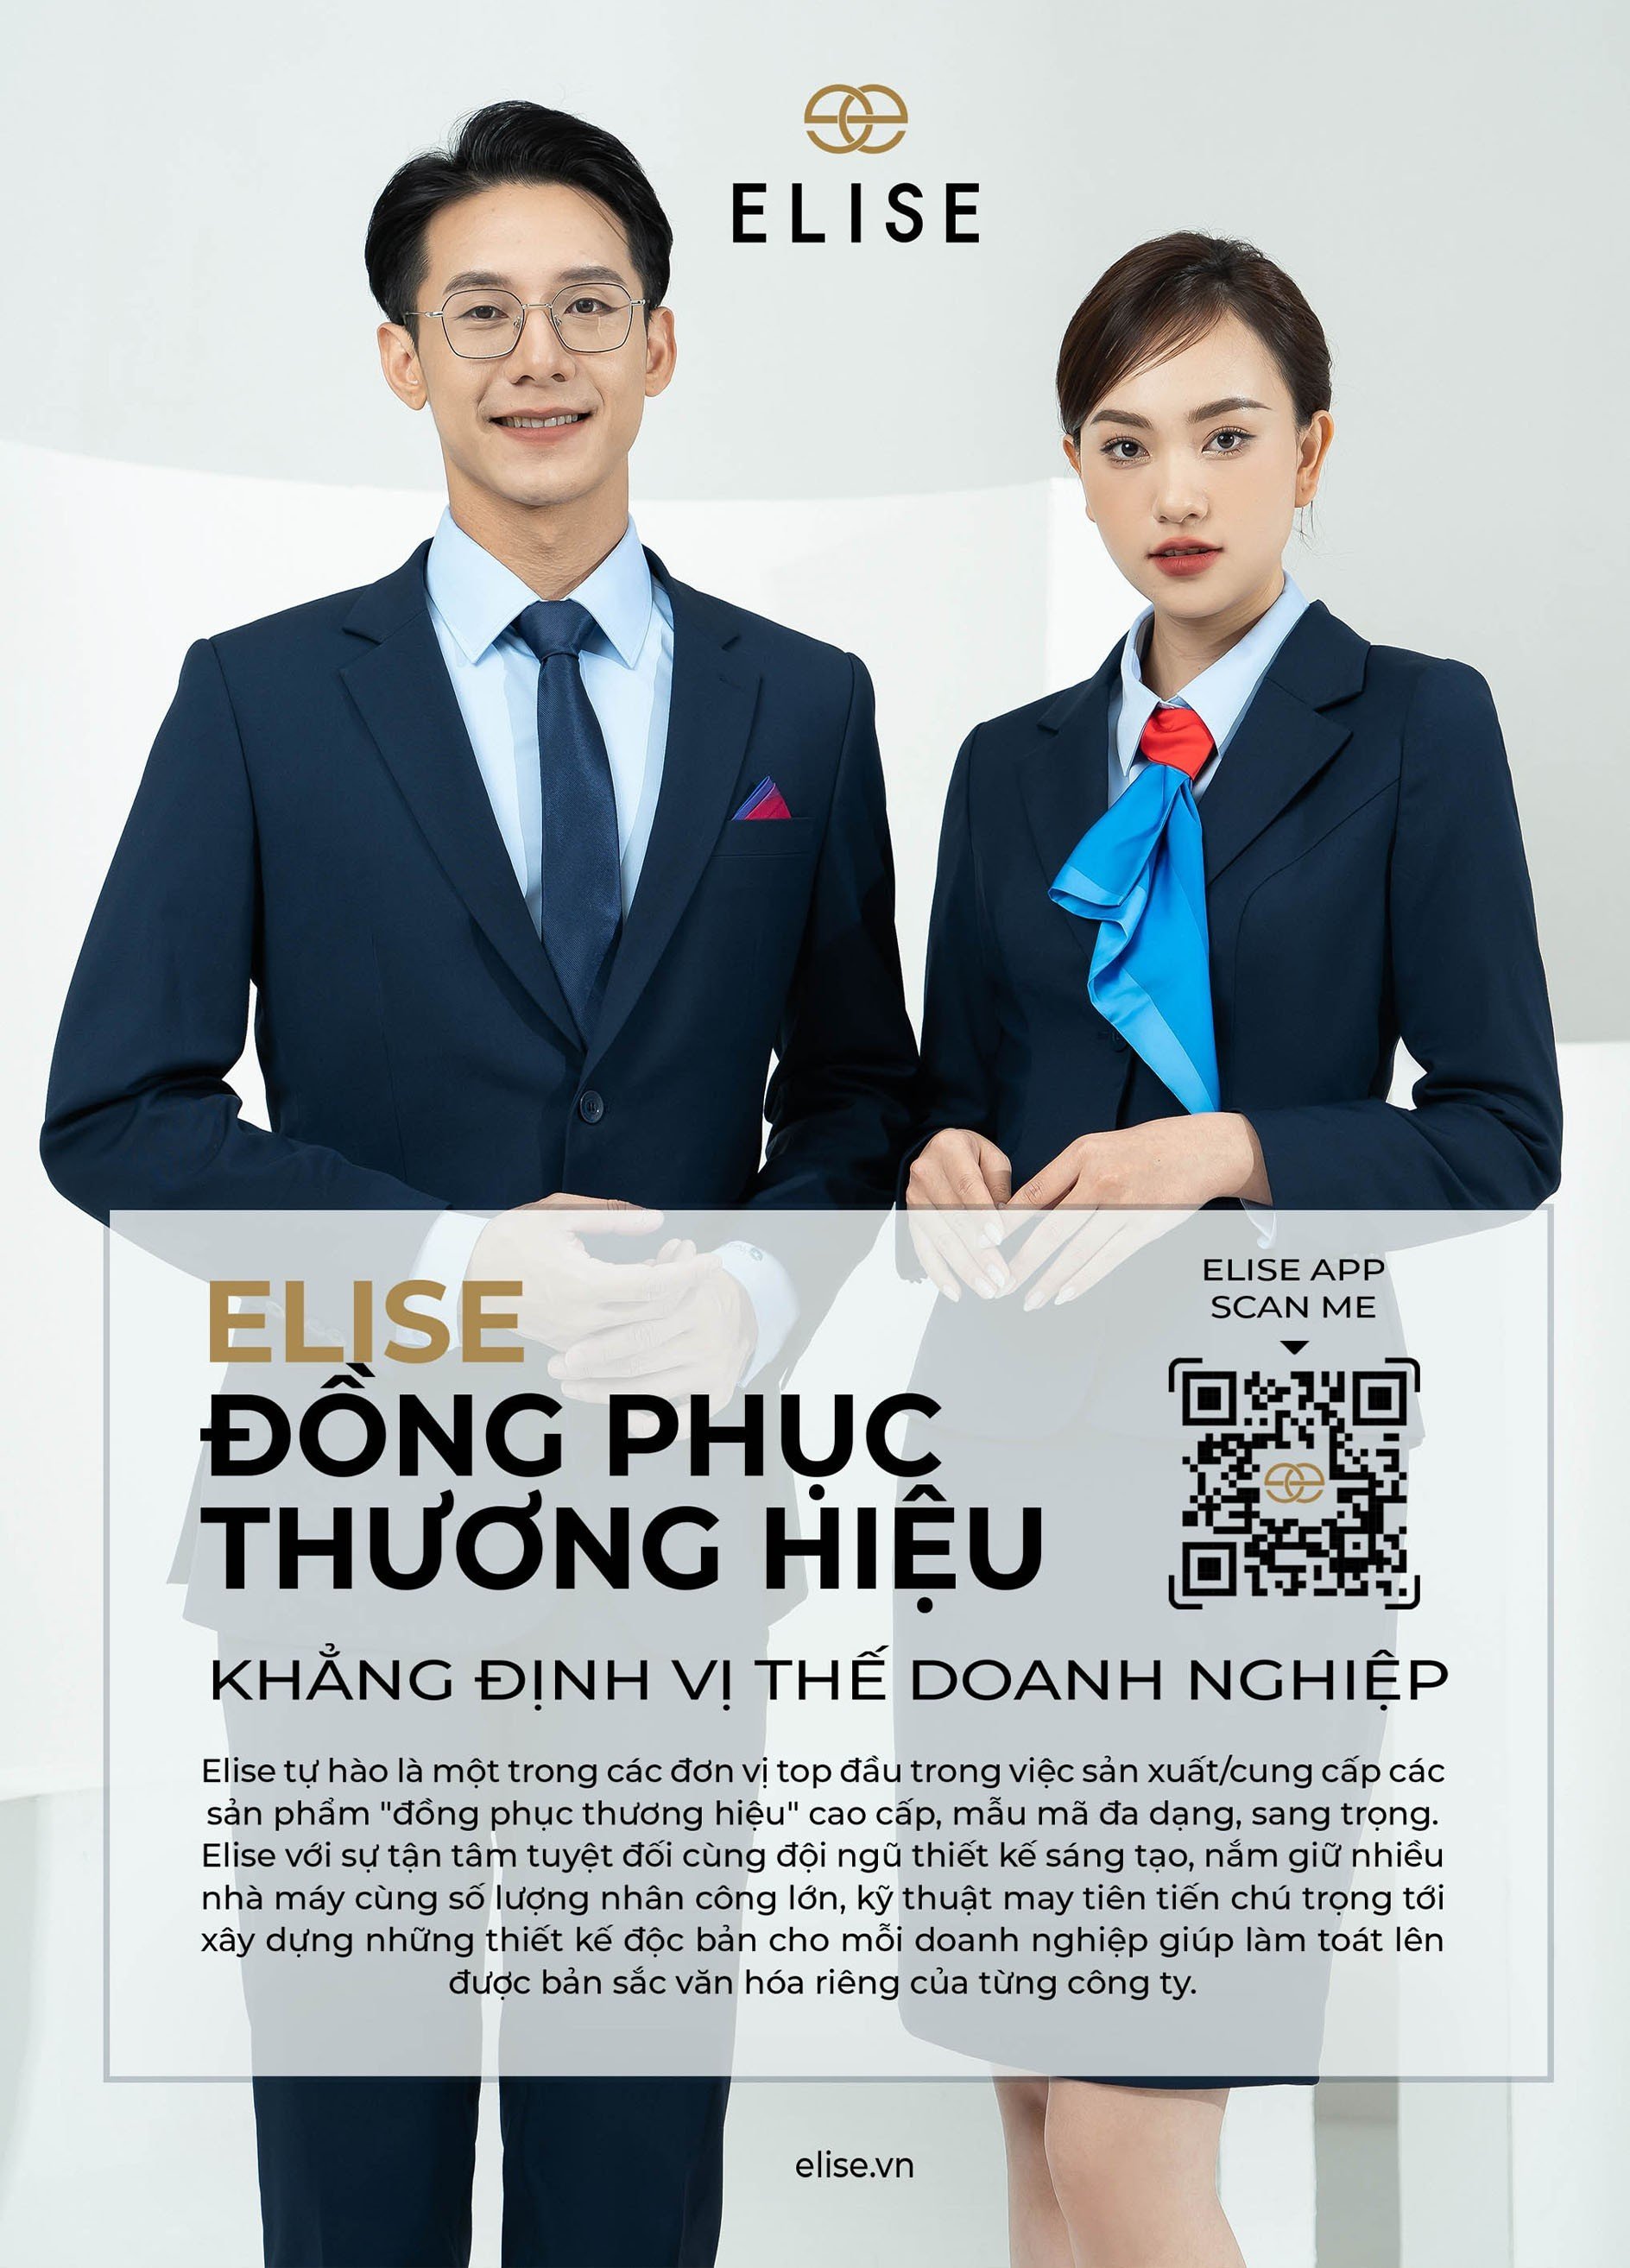 ELISE
ELISE
ĐỒNG PHỤC
THƯƠNG HIỆU
ELISE APP
SCAN ME
KHẲNG ĐỊNH VỊ THẾ DOANH NGHIỆP
Elise tự hào là một trong các đơn vị top đầu trong việc sản xuất/cung cấp các
sản phẩm "đồng phục thương hiệu" cao cấp, mẫu mã đa dạng, sang trọng.
Elise với sự tận tâm tuyệt đối cùng đội ngũ thiết kế sáng tạo, nắm giữ nhiều
nhà máy cùng số lượng nhân công lớn, kỹ thuật may tiên tiến chú trọng tới
xây dựng những thiết kế độc bản cho mỗi doanh nghiệp giúp làm toát lên
được bản sắc văn hóa riêng của từng công ty.
elise.vn